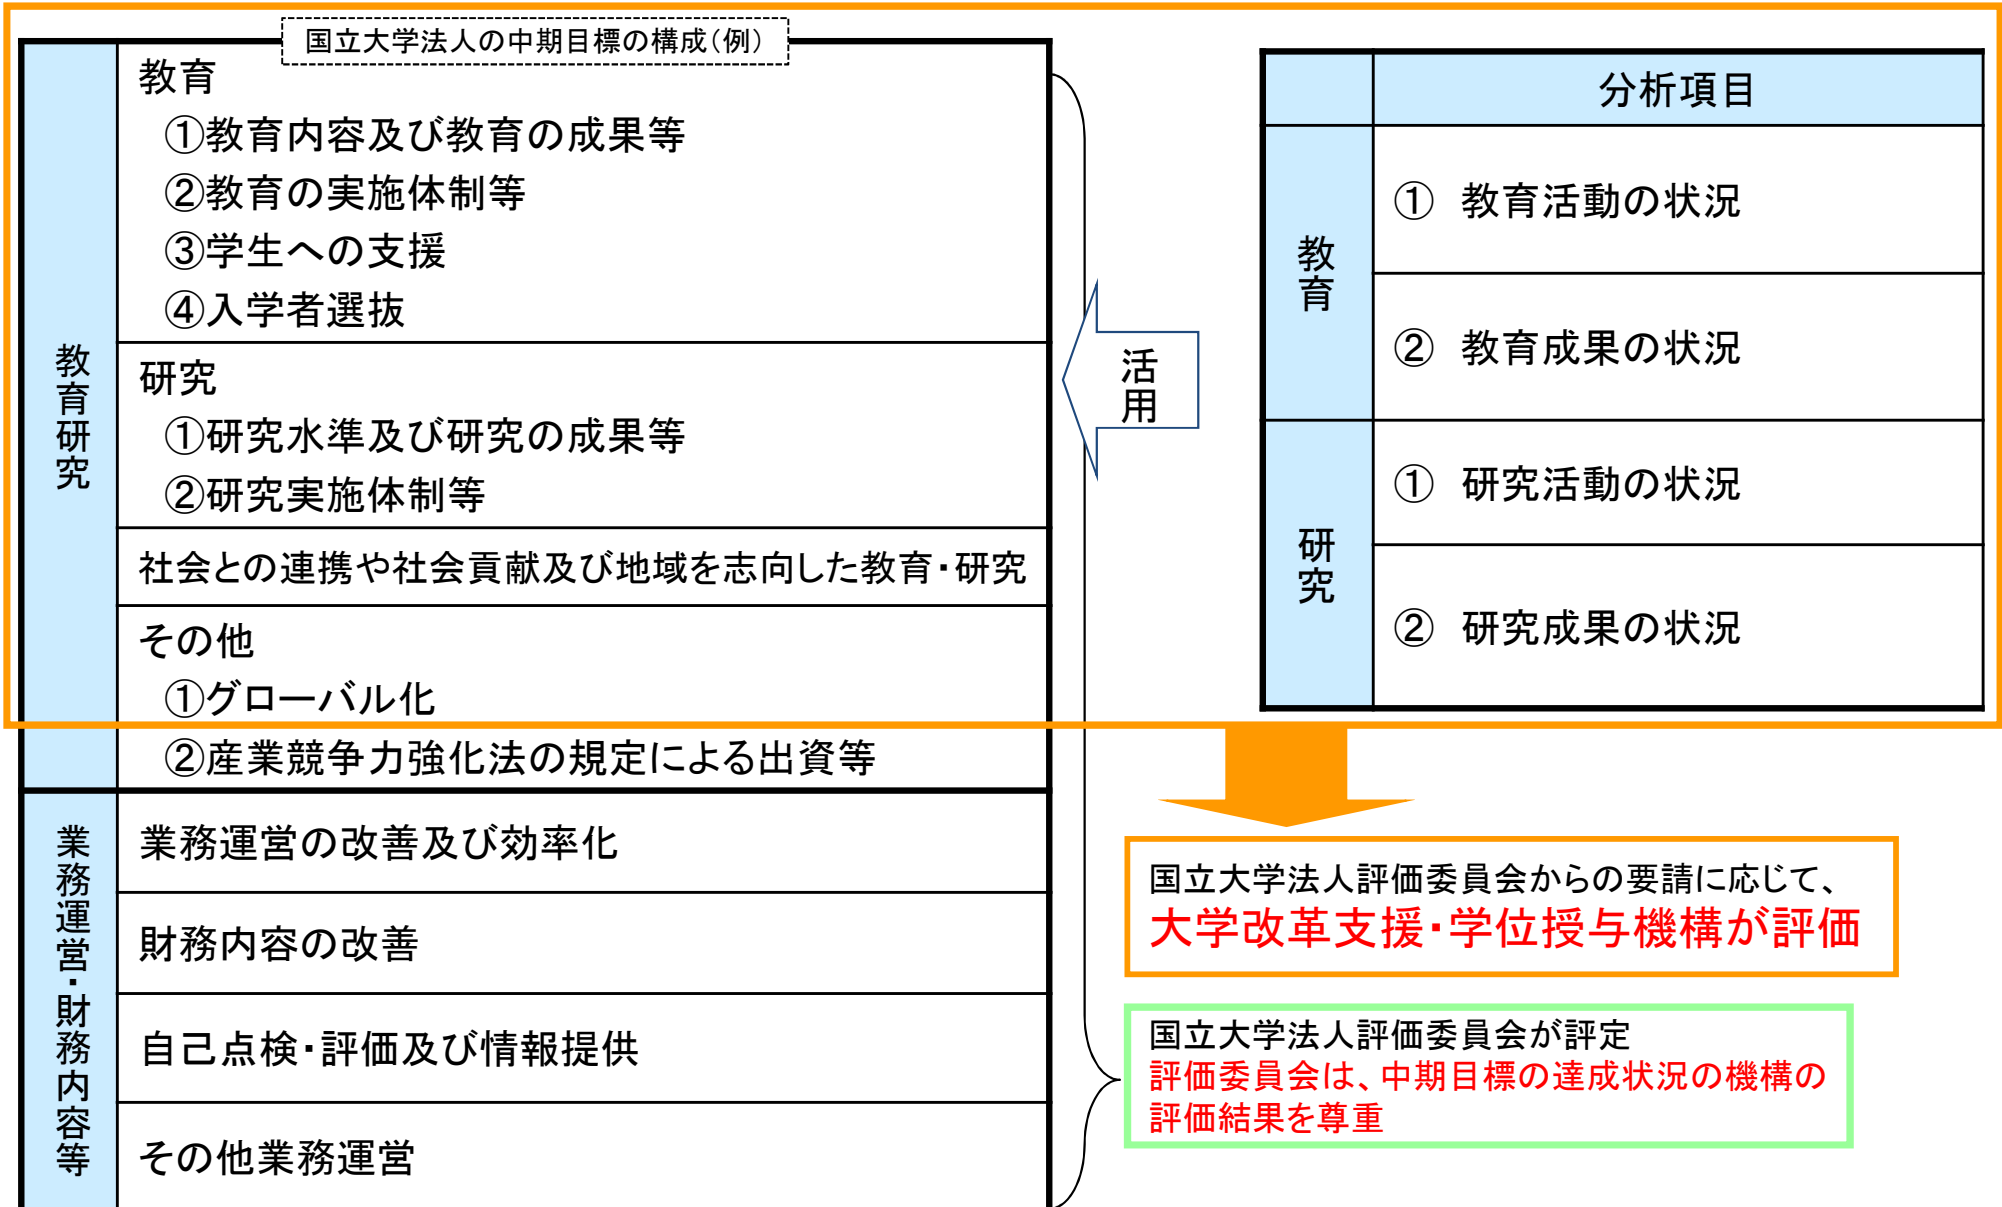 国立大学法人の中期目標の構成(例)
教育研究
教育
①教育内容及び教育の成果等
②教育の実施体制等
③学生への支援
④入学者選抜
研究
①研究水準及び研究の成果等
②研究実施体制等
社会との連携や社会貢献及び地域を志向した教育・研究
その他
①グローバル化
②産業競争力強化法の規定による出資等
業務運営・財務内容等
業務運営の改善及び効率化
財務内容の改善
自己点検・評価及び情報提供
その他業務運営
活用
分析項目
教育
① 教育活動の状況
② 教育成果の状況
研究
① 研究活動の状況
② 研究成果の状況
国立大学法人評価委員会からの要請に応じて、
大学改革支援・学位授与機構が評価
国立大学法人評価委員会が評定
評価委員会は、中期目標の達成状況の機構の
評価結果を尊重